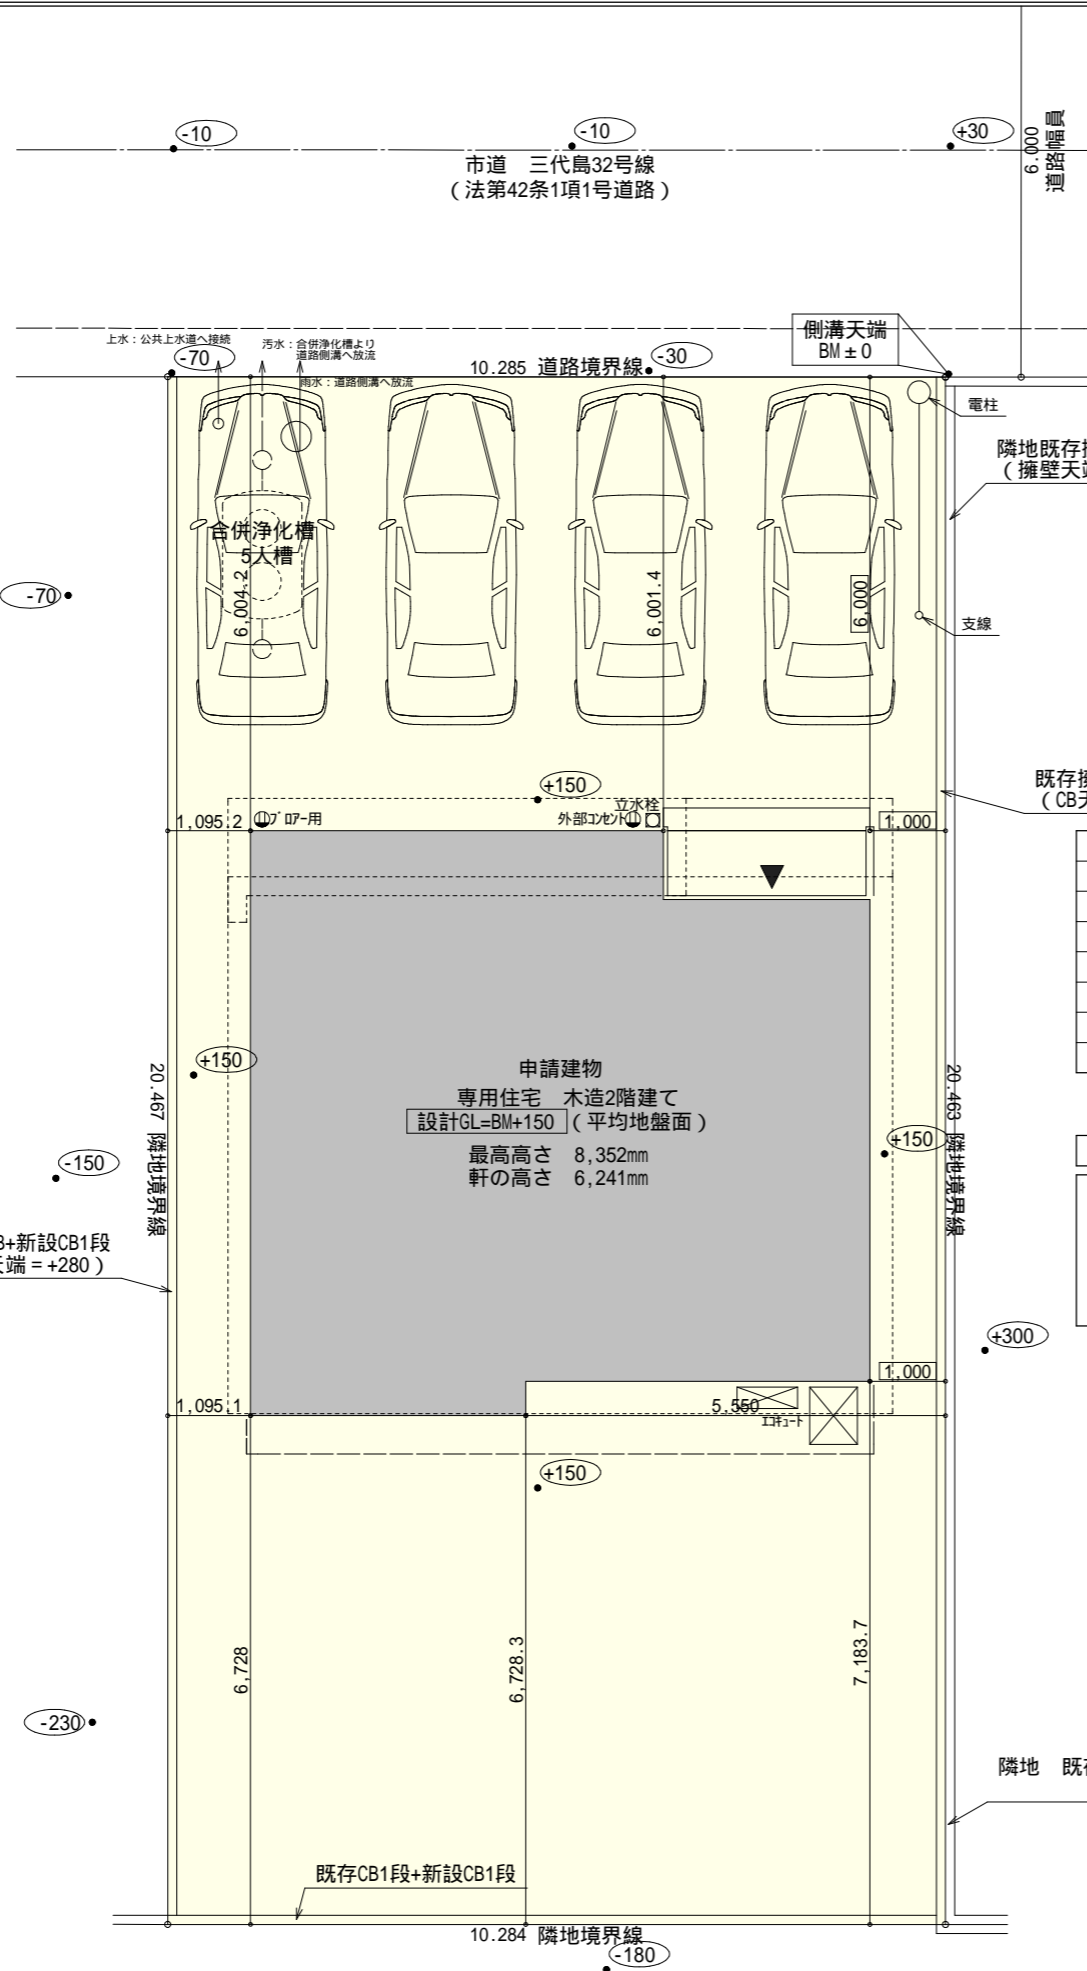 -10
-10
+30
6.000
道路幅員
市道　三代島32号線
（法第42条1項1号道路）
側溝天端
BM±0
上水：公共上水道へ接続
-70
汚水：合併浄化槽より
道路側溝へ放流
雨水：道路側溝へ放流
10.285 道路境界線
-30
電柱
隣地既存擁
（擁壁天端
合併浄化槽
5人槽
-70
6,004.2
6,001.4
6,000
支線
+150
既存擁
（CB天
1,095.2
ブロアー用
立水栓
外部コンセント
1,000
20.467 隣地境界線
+150
申請建物
専用住宅　木造2階建て
設計GL=BM+150（平均地盤面）
最高高さ　8,352mm
軒の高さ　6,241mm
20.463 隣地境界線
+150
-150
B+新設CB1段
天端=+280）
+300
1,000
1,095.1
5,550
エコキュート
+150
6,728
6,728.3
7,183.7
-230
隣地　既存
既存CB1段+新設CB1段
10.284 隣地境界線
-180